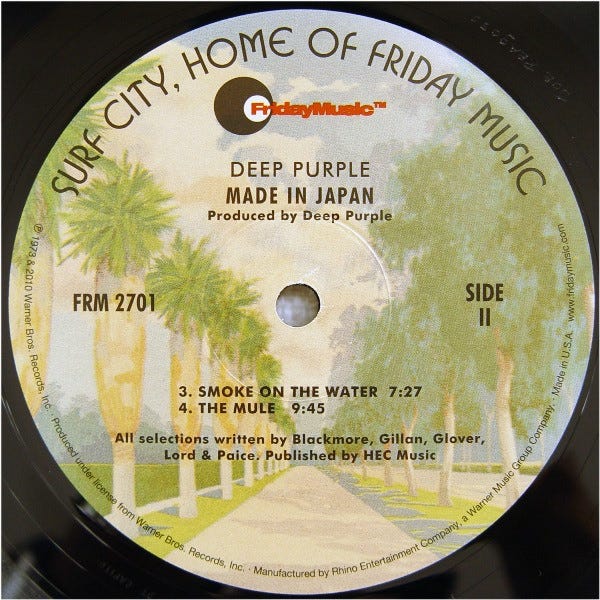 SURF CITY, HOME OF FRIDAY MUSIC
FridayMusic™
DEEP PURPLE
MADE IN JAPAN
Produced by Deep Purple
FRM 2701
SIDE
II
3. SMOKE ON THE WATER 7:27
4. THE MULE 9:45
All selections written by Blackmore, Gillan, Glover,
Lord & Paice. Published by HEC Music
℗ 1973 & 2010 Warner Bros. Records, Inc. · Produced under license from Warner Bros. Records, Inc. · Manufactured by Rhino Entertainment Company, a Warner Music Group Company. · Made in U.S.A. www.fridaymusic.com